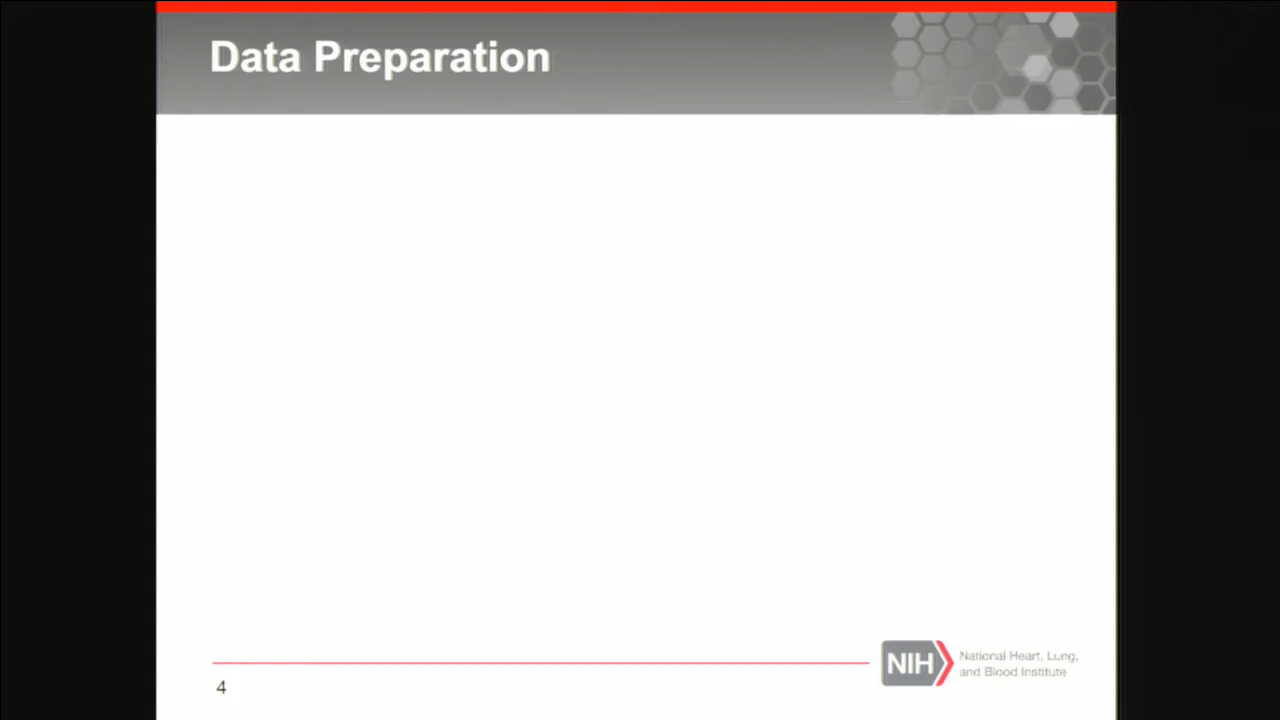 Data Preparation
NIH
National Heart, Lung,
and Blood Institute
4